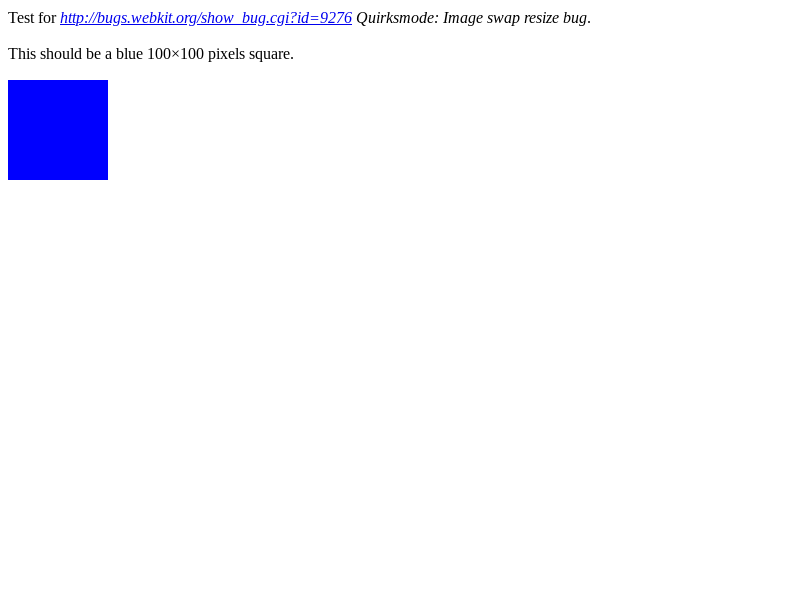 Test for http://bugs.webkit.org/show_bug.cgi?id=9276 Quirksmode: Image swap resize bug.
This should be a blue 100×100 pixels square.